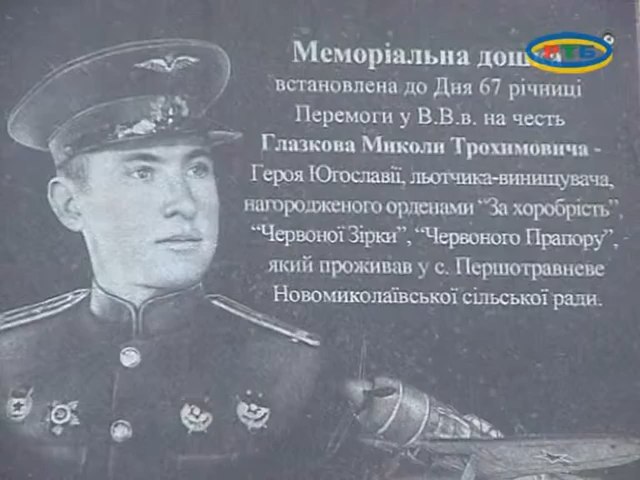 Меморіальна дошка
встановлена до Дня 67 річниці
Перемоги у В.В.в. на честь
Глазкова Миколи Трохимовича -
Героя Югославії, льотчика-винищувача,
нагородженого орденами “За хоробрість”,
“Червоної Зірки”, “Червоного Прапору”,
який проживав у с. Першотравневе
Новомиколаївської сільської ради.